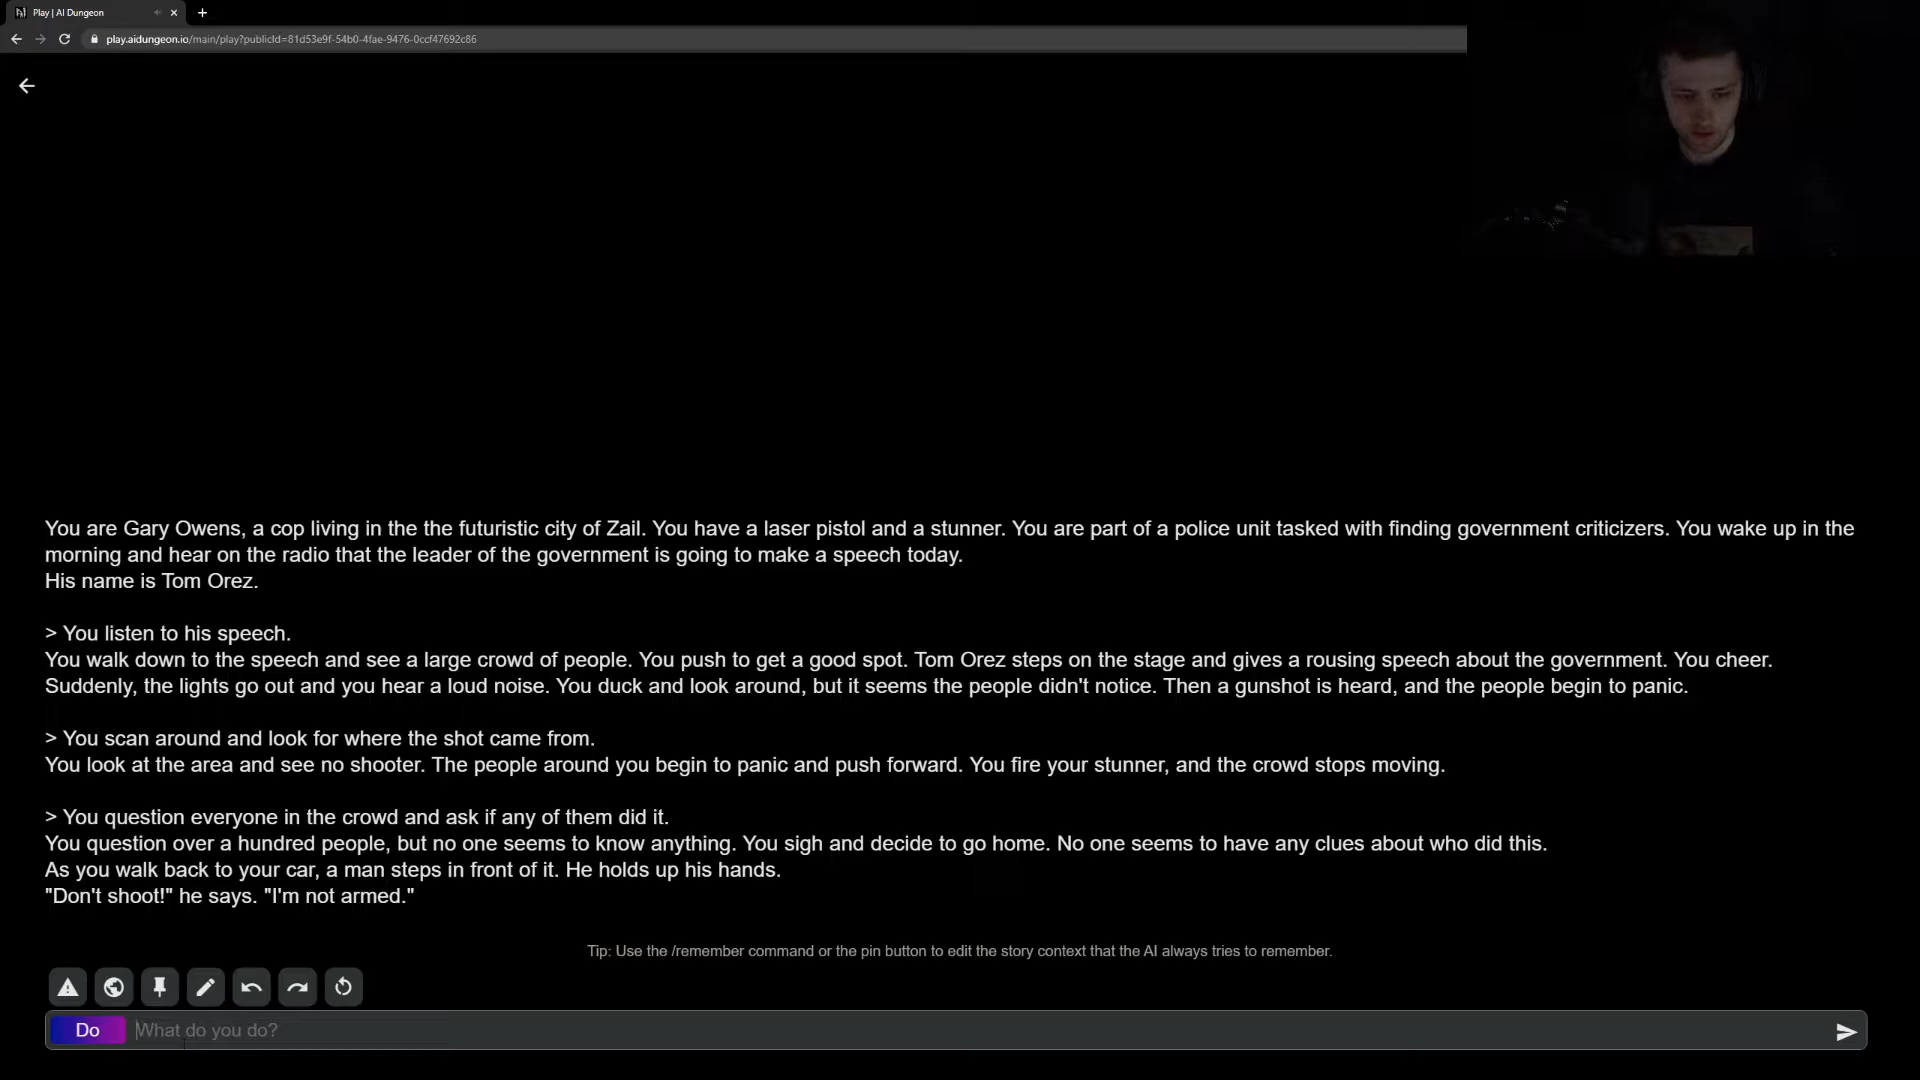 Play | AI Dungeon
play.aidungeon.io/main/play?publicId=81d53e9f-54b0-4fae-9476-0ccf47692c86
You are Gary Owens, a cop living in the the futuristic city of Zail. You have a laser pistol and a stunner. You are part of a police unit tasked with finding government criticizers. You wake up in the
morning and hear on the radio that the leader of the government is going to make a speech today.
His name is Tom Orez.
> You listen to his speech.
You walk down to the speech and see a large crowd of people. You push to get a good spot. Tom Orez steps on the stage and gives a rousing speech about the government. You cheer.
Suddenly, the lights go out and you hear a loud noise. You duck and look around, but it seems the people didn't notice. Then a gunshot is heard, and the people begin to panic.
> You scan around and look for where the shot came from.
You look at the area and see no shooter. The people around you begin to panic and push forward. You fire your stunner, and the crowd stops moving.
> You question everyone in the crowd and ask if any of them did it.
You question over a hundred people, but no one seems to know anything. You sigh and decide to go home. No one seems to have any clues about who did this.
As you walk back to your car, a man steps in front of it. He holds up his hands.
"Don't shoot!" he says. "I'm not armed."
Tip: Use the /remember command or the pin button to edit the story context that the AI always tries to remember.
Do What do you do?